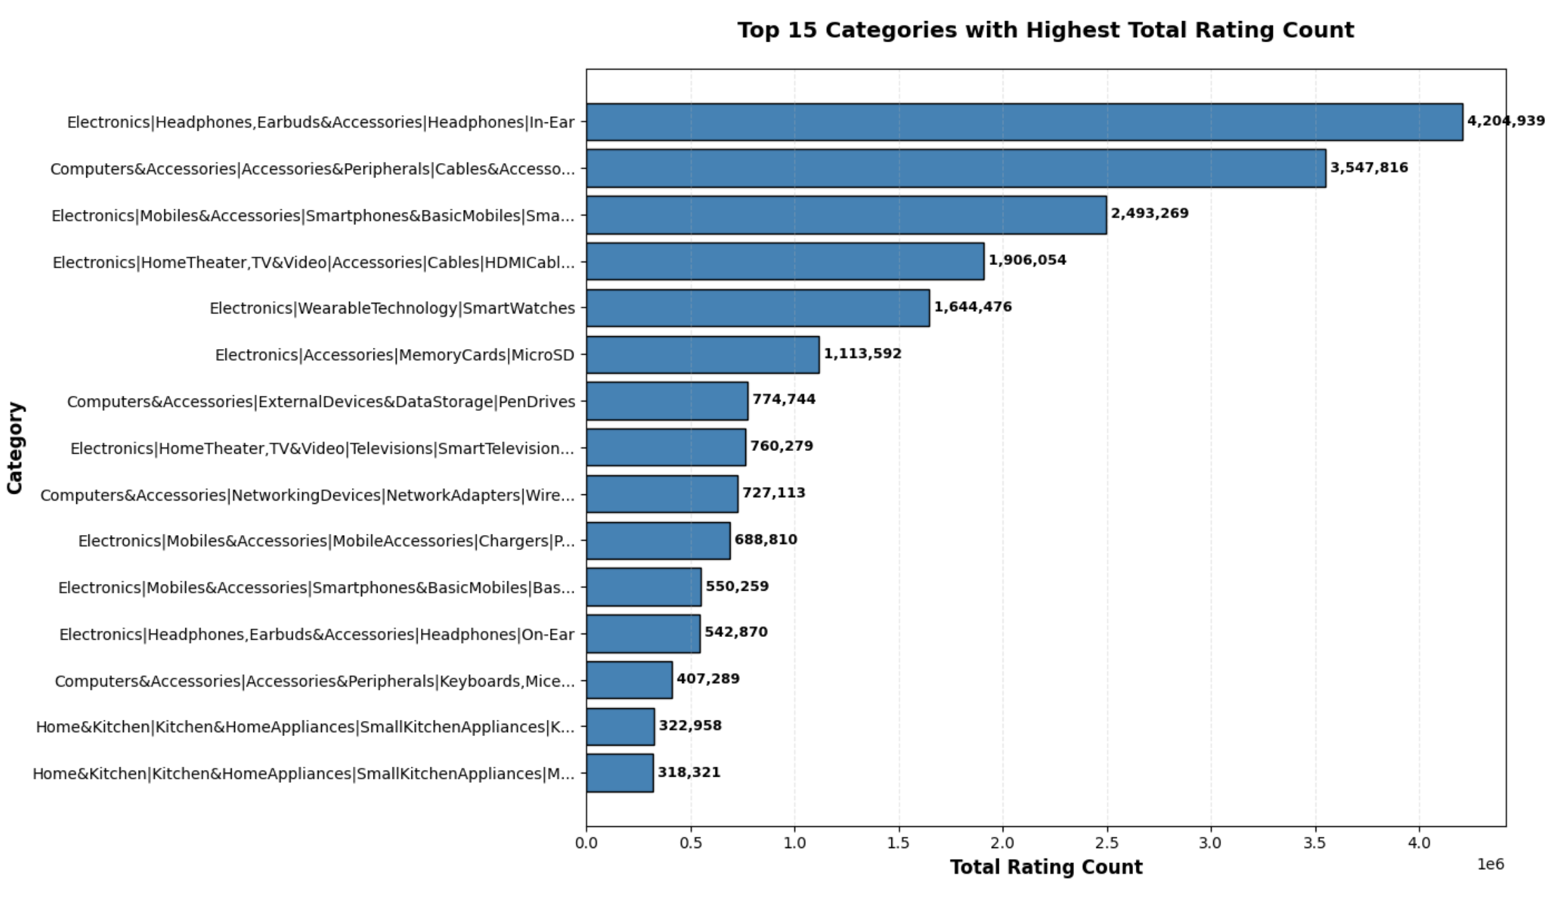 Top 15 Categories with Highest Total Rating Count
Category
Electronics|Headphones,Earbuds&Accessories|Headphones|In-Ear 4,204,939
Computers&Accessories|Accessories&Peripherals|Cables&Accesso... 3,547,816
Electronics|Mobiles&Accessories|Smartphones&BasicMobiles|Sma... 2,493,269
Electronics|HomeTheater,TV&Video|Accessories|Cables|HDMICabl... 1,906,054
Electronics|WearableTechnology|SmartWatches 1,644,476
Electronics|Accessories|MemoryCards|MicroSD 1,113,592
Computers&Accessories|ExternalDevices&DataStorage|PenDrives 774,744
Electronics|HomeTheater,TV&Video|Televisions|SmartTelevision... 760,279
Computers&Accessories|NetworkingDevices|NetworkAdapters|Wire... 727,113
Electronics|Mobiles&Accessories|MobileAccessories|Chargers|P... 688,810
Electronics|Mobiles&Accessories|Smartphones&BasicMobiles|Bas... 550,259
Electronics|Headphones,Earbuds&Accessories|Headphones|On-Ear 542,870
Computers&Accessories|Accessories&Peripherals|Keyboards,Mice... 407,289
Home&Kitchen|Kitchen&HomeAppliances|SmallKitchenAppliances|K... 322,958
Home&Kitchen|Kitchen&HomeAppliances|SmallKitchenAppliances|M... 318,321
0.0 0.5 1.0 1.5 2.0 2.5 3.0 3.5 4.0
1e6
Total Rating Count